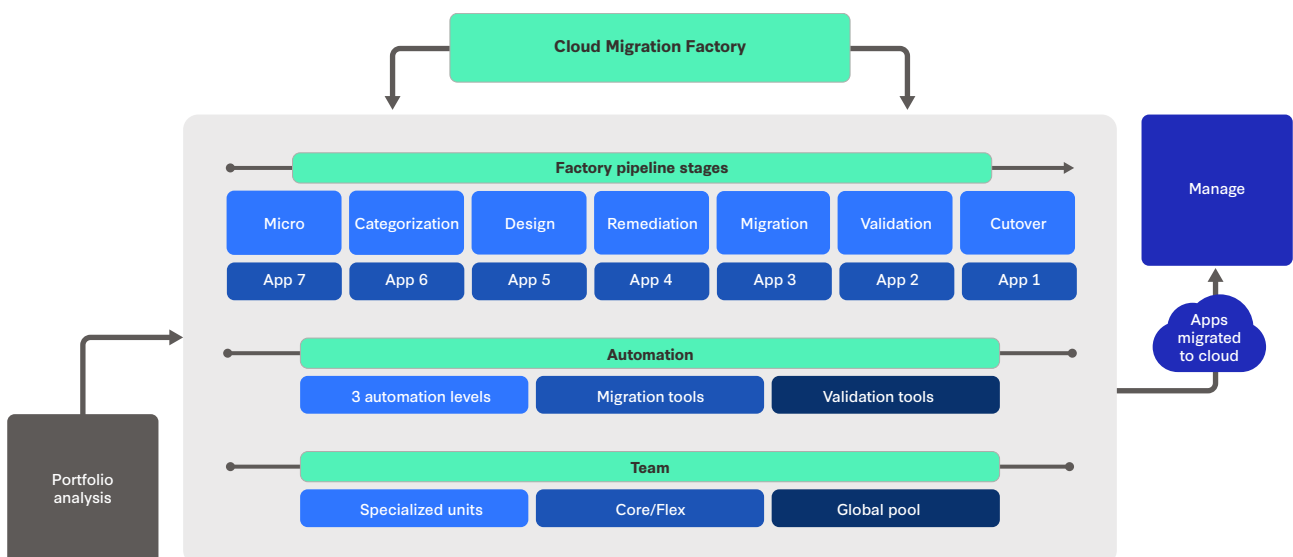 Cloud Migration Factory
Factory pipeline stages
Micro
Categorization
Design
Remediation
Migration
Validation
Cutover
App 7
App 6
App 5
App 4
App 3
App 2
App 1
Automation
3 automation levels
Migration tools
Validation tools
Team
Specialized units
Core/Flex
Global pool
Portfolio
analysis
Manage
Apps
migrated
to cloud